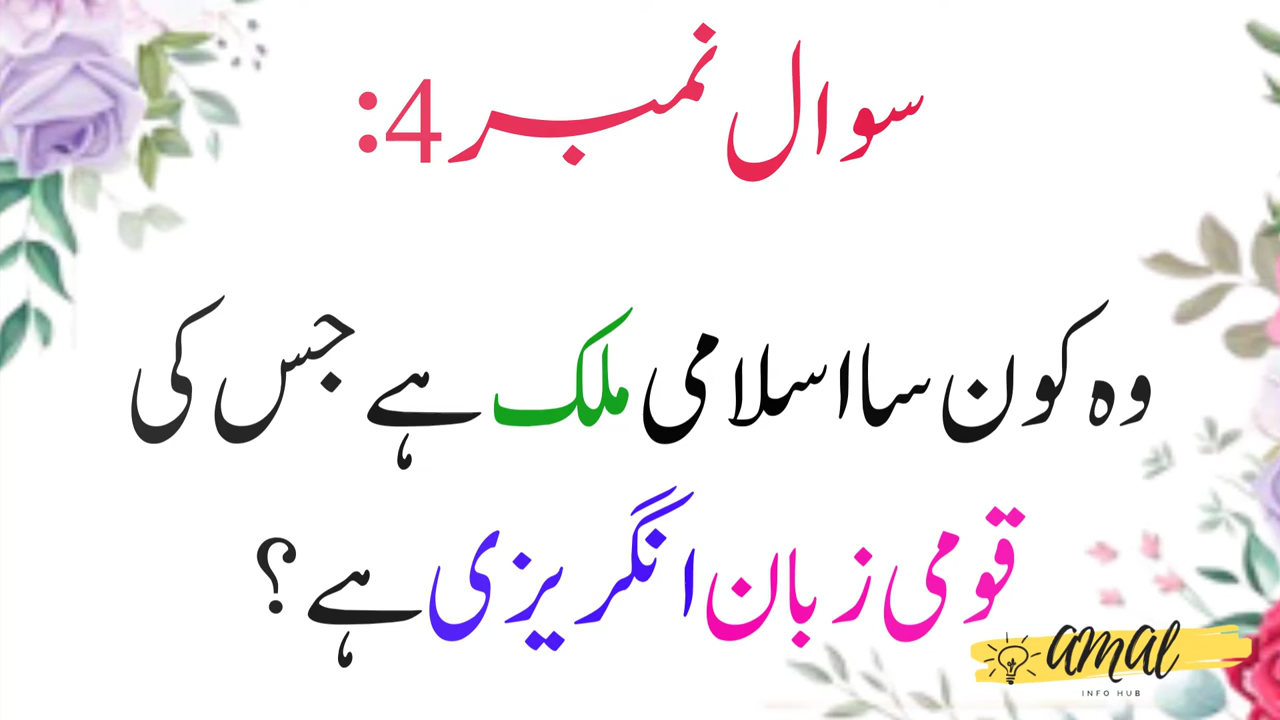 سوال نمبر 4:
وہ کون سا اسلامی ملک ہے جس کی
قومی زبان انگریزی ہے ؟
amal
INFO HUB